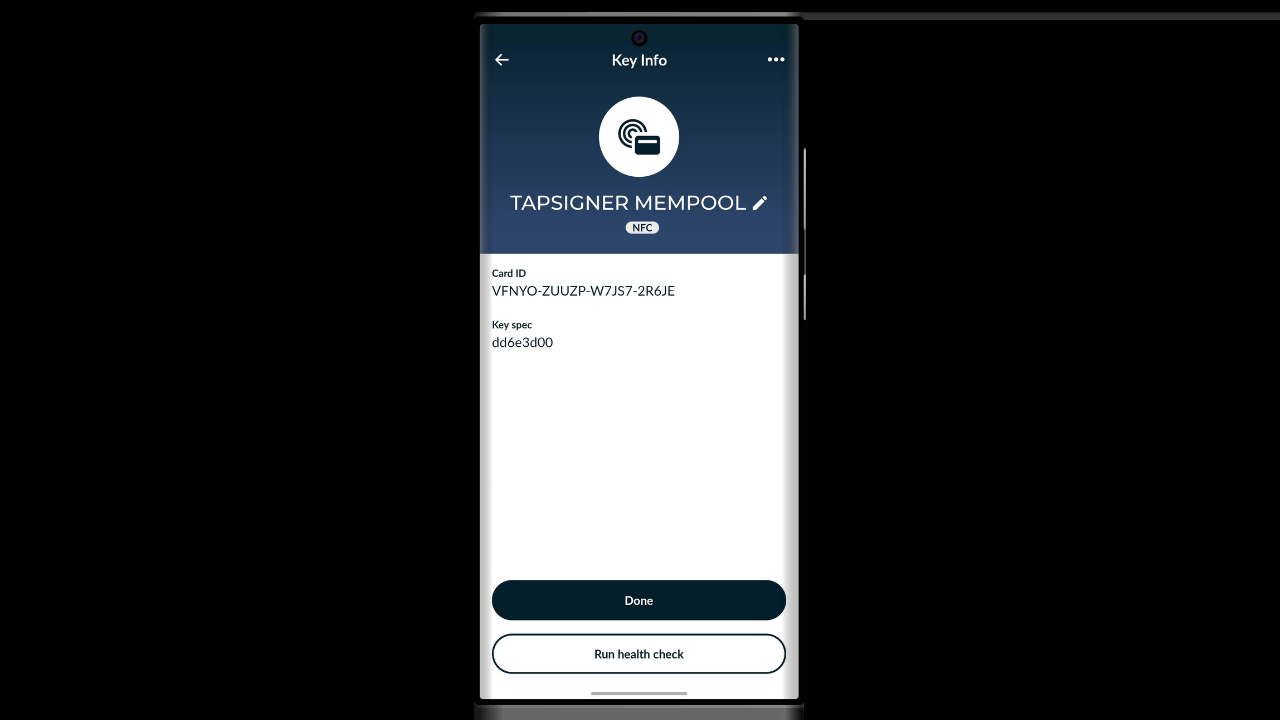 Key Info
TAPSIGNER MEMPOOL
NFC
Card ID
VFNYO-ZUUZP-W7JS7-2R6JE
Key spec
dd6e3d00
Done
Run health check